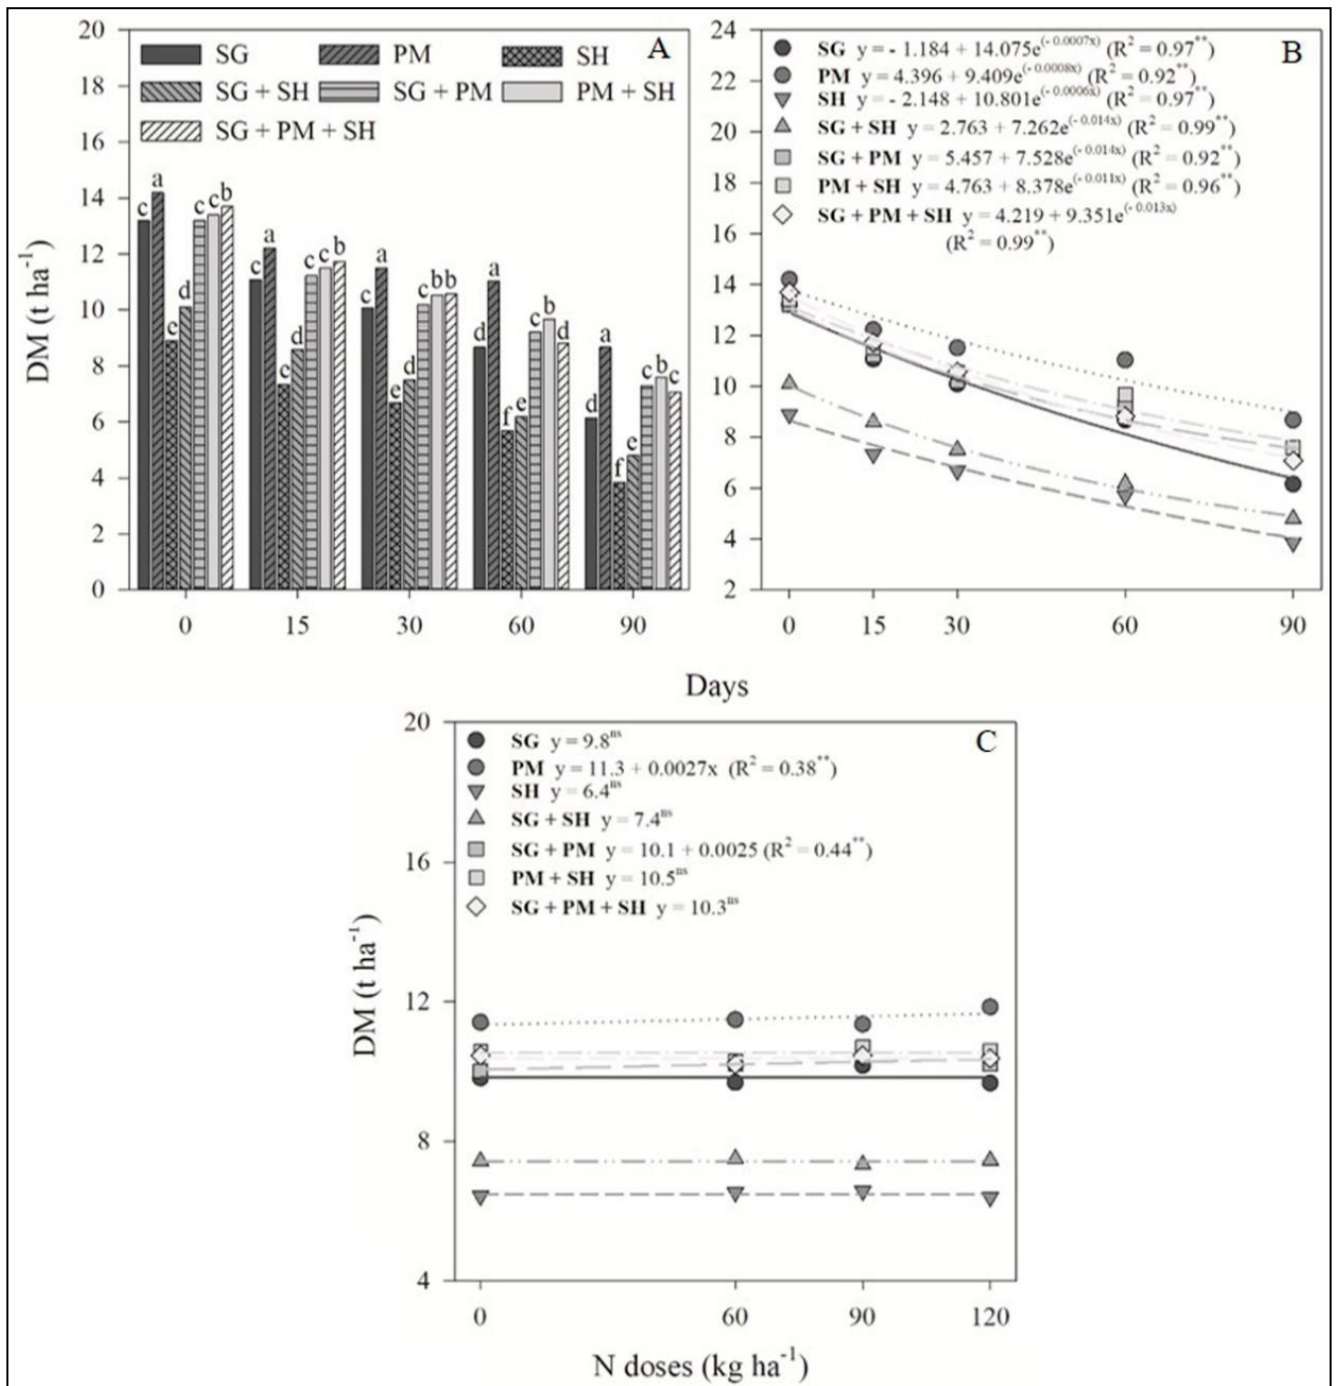 A
SG PM SH
SG + SH SG + PM PM + SH
SG + PM + SH
DM (t ha⁻¹)
20
18
16
14
12
10
8
6
4
2
0
c a e d c c b
c a e d c c b
c a e d c b b
d a f e c b d
d a f e c b c
0 15 30 60 90
B
SG y = - 1.184 + 14.075e^(- 0.0007x) (R² = 0.97**)
PM y = 4.396 + 9.409e^(- 0.0008x) (R² = 0.92**)
SH y = - 2.148 + 10.801e^(- 0.0006x) (R² = 0.97**)
SG + SH y = 2.763 + 7.262e^(- 0.014x) (R² = 0.99**)
SG + PM y = 5.457 + 7.528e^(- 0.014x) (R² = 0.92**)
PM + SH y = 4.763 + 8.378e^(- 0.011x) (R² = 0.96**)
SG + PM + SH y = 4.219 + 9.351e^(- 0.013x)
(R² = 0.99**)
24
22
20
18
16
14
12
10
8
6
4
2
0 15 30 60 90
Days
C
SG y = 9.8ⁿˢ
PM y = 11.3 + 0.0027x (R² = 0.38**)
SH y = 6.4ⁿˢ
SG + SH y = 7.4ⁿˢ
SG + PM y = 10.1 + 0.0025 (R² = 0.44**)
PM + SH y = 10.5ⁿˢ
SG + PM + SH y = 10.3ⁿˢ
DM (t ha⁻¹)
20
16
12
8
4
0 60 90 120
N doses (kg ha⁻¹)